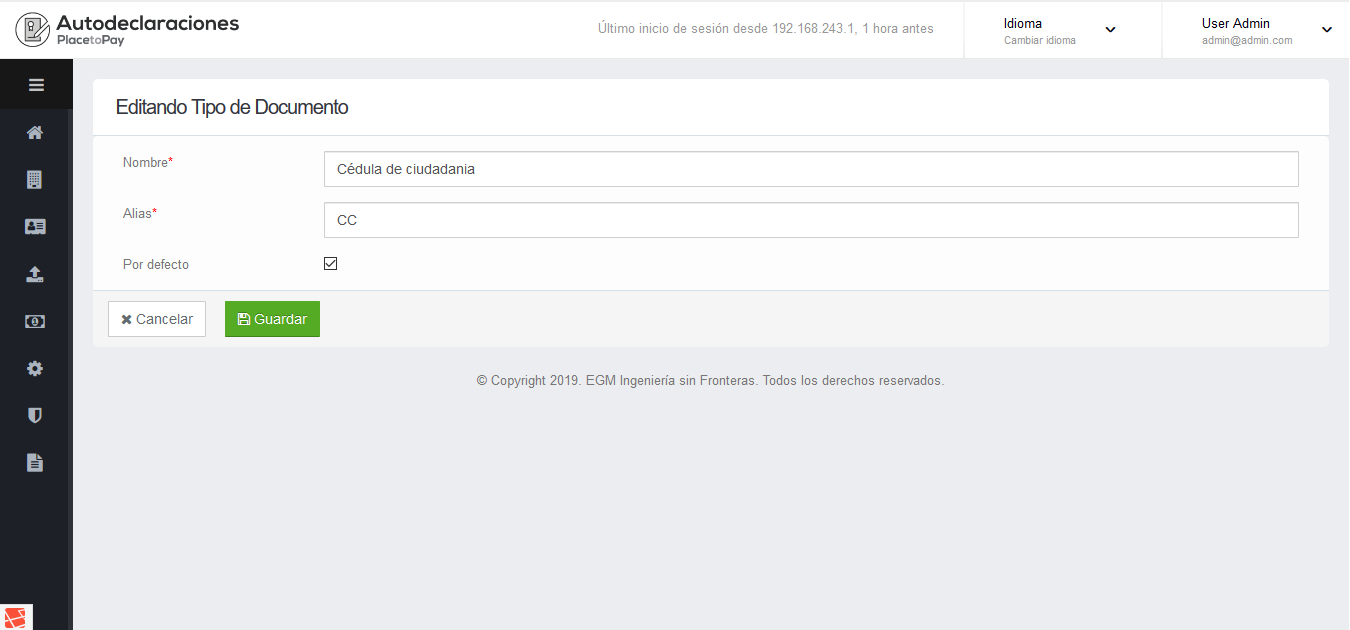 Autodeclaraciones
PlacetoPay
Último inicio de sesión desde 192.168.243.1, 1 hora antes
Idioma
Cambiar idioma
User Admin
admin@admin.com
Editando Tipo de Documento
Nombre*
Cédula de ciudadania
Alias*
CC
Por defecto
Cancelar
Guardar
© Copyright 2019. EGM Ingeniería sin Fronteras. Todos los derechos reservados.